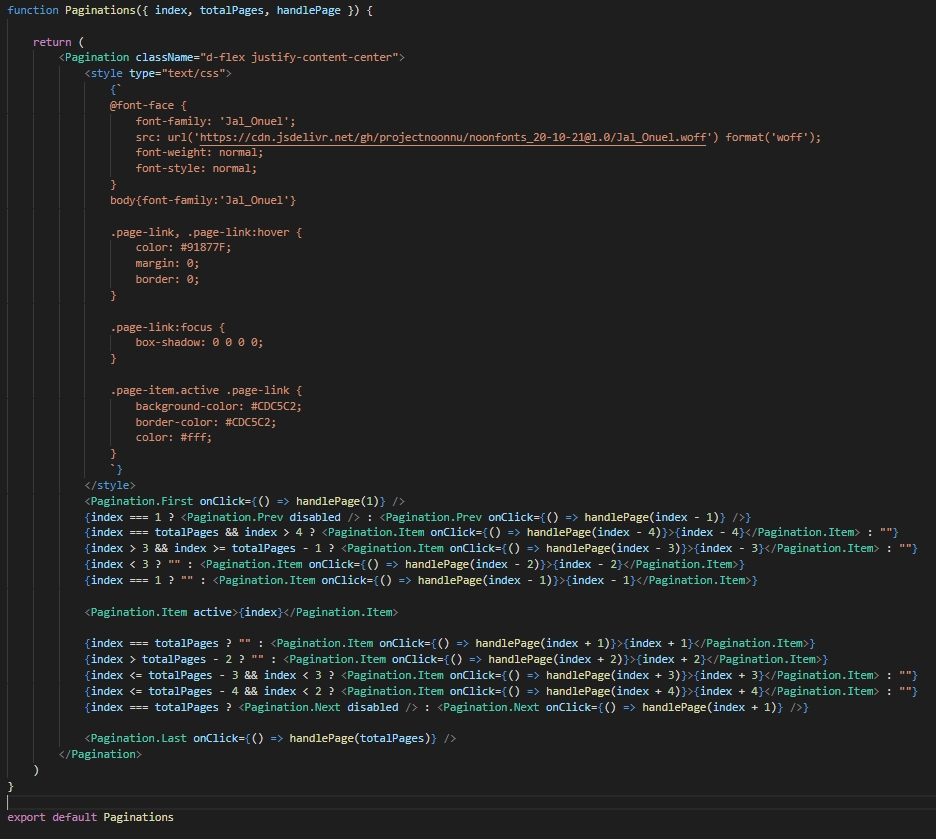 function Paginations({ index, totalPages, handlePage }) {
return (
<Pagination className="d-flex justify-content-center">
<style type="text/css">
{`
@font-face {
font-family: 'Jal_Onuel';
src: url('https://cdn.jsdelivr.net/gh/projectnoonnu/noonfonts_20-10-21@1.0/Jal_Onuel.woff') format('woff');
font-weight: normal;
font-style: normal;
}
body{font-family:'Jal_Onuel'}
.page-link, .page-link:hover {
color: #91877F;
margin: 0;
border: 0;
}
.page-link:focus {
box-shadow: 0 0 0 0;
}
.page-item.active .page-link {
background-color: #CDC5C2;
border-color: #CDC5C2;
color: #fff;
}
`}
</style>
<Pagination.First onClick={() => handlePage(1)} />
{index === 1 ? <Pagination.Prev disabled /> : <Pagination.Prev onClick={() => handlePage(index - 1)} />}
{index === totalPages && index > 4 ? <Pagination.Item onClick={() => handlePage(index - 4)}>{index - 4}</Pagination.Item> : ""}
{index > 3 && index >= totalPages - 1 ? <Pagination.Item onClick={() => handlePage(index - 3)}>{index - 3}</Pagination.Item> : ""}
{index < 3 ? "" : <Pagination.Item onClick={() => handlePage(index - 2)}>{index - 2}</Pagination.Item>}
{index === 1 ? "" : <Pagination.Item onClick={() => handlePage(index - 1)}>{index - 1}</Pagination.Item>}
<Pagination.Item active>{index}</Pagination.Item>
{index === totalPages ? "" : <Pagination.Item onClick={() => handlePage(index + 1)}>{index + 1}</Pagination.Item>}
{index > totalPages - 2 ? "" : <Pagination.Item onClick={() => handlePage(index + 2)}>{index + 2}</Pagination.Item>}
{index <= totalPages - 3 && index < 3 ? <Pagination.Item onClick={() => handlePage(index + 3)}>{index + 3}</Pagination.Item> : ""}
{index <= totalPages - 4 && index < 2 ? <Pagination.Item onClick={() => handlePage(index + 4)}>{index + 4}</Pagination.Item> : ""}
{index === totalPages ? <Pagination.Next disabled /> : <Pagination.Next onClick={() => handlePage(index + 1)} />}
<Pagination.Last onClick={() => handlePage(totalPages)} />
</Pagination>
)
}
export default Paginations